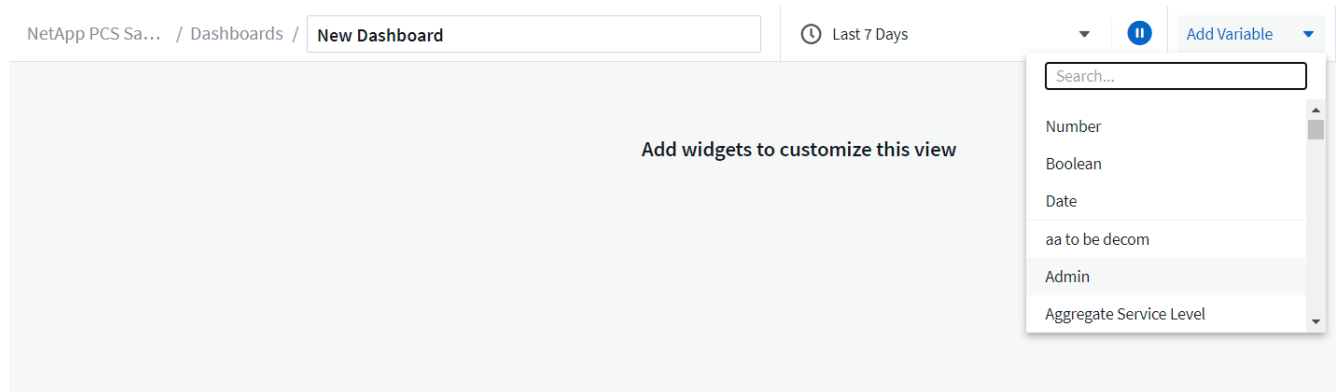 NetApp PCS Sa... / Dashboards / New Dashboard Last 7 Days Add Variable
Search...
Number
Add widgets to customize this view
Boolean
Date
aa to be decom
Admin
Aggregate Service Level